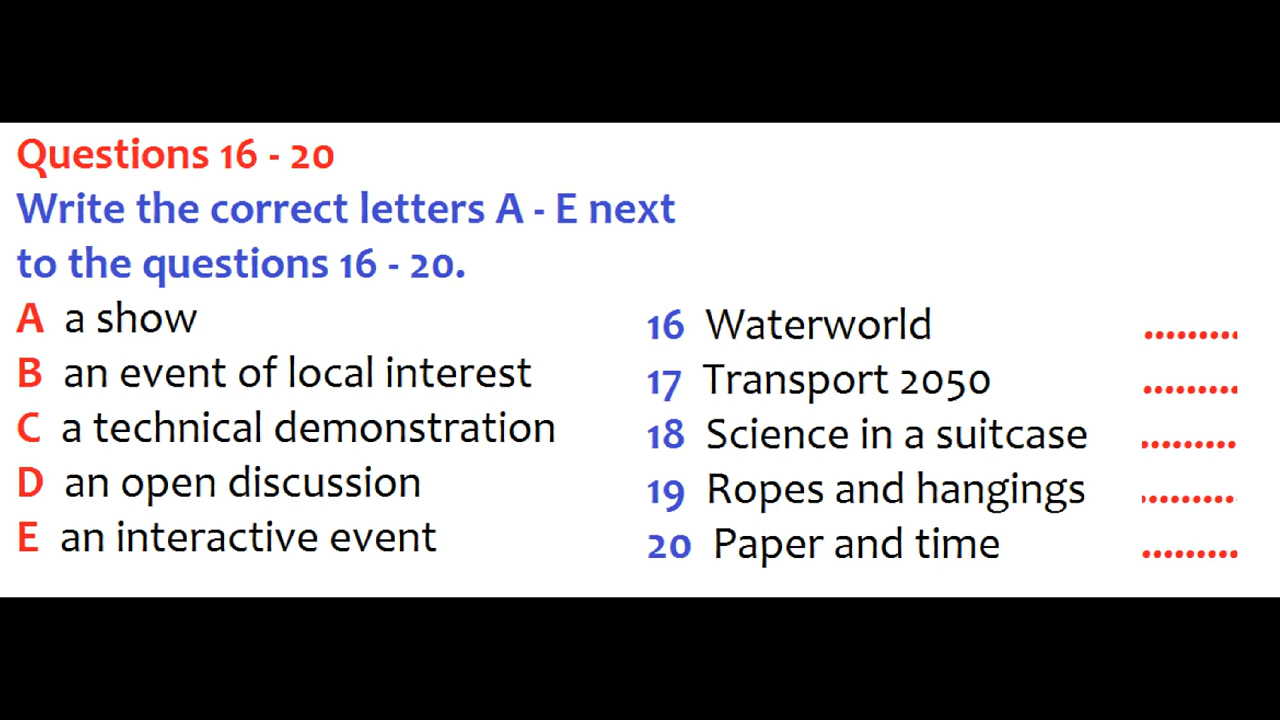 Questions 16 - 20
Write the correct letters A - E next
to the questions 16 - 20.
A a show
B an event of local interest
C a technical demonstration
D an open discussion
E an interactive event
16 Waterworld .........
17 Transport 2050 .........
18 Science in a suitcase .........
19 Ropes and hangings .........
20 Paper and time .........